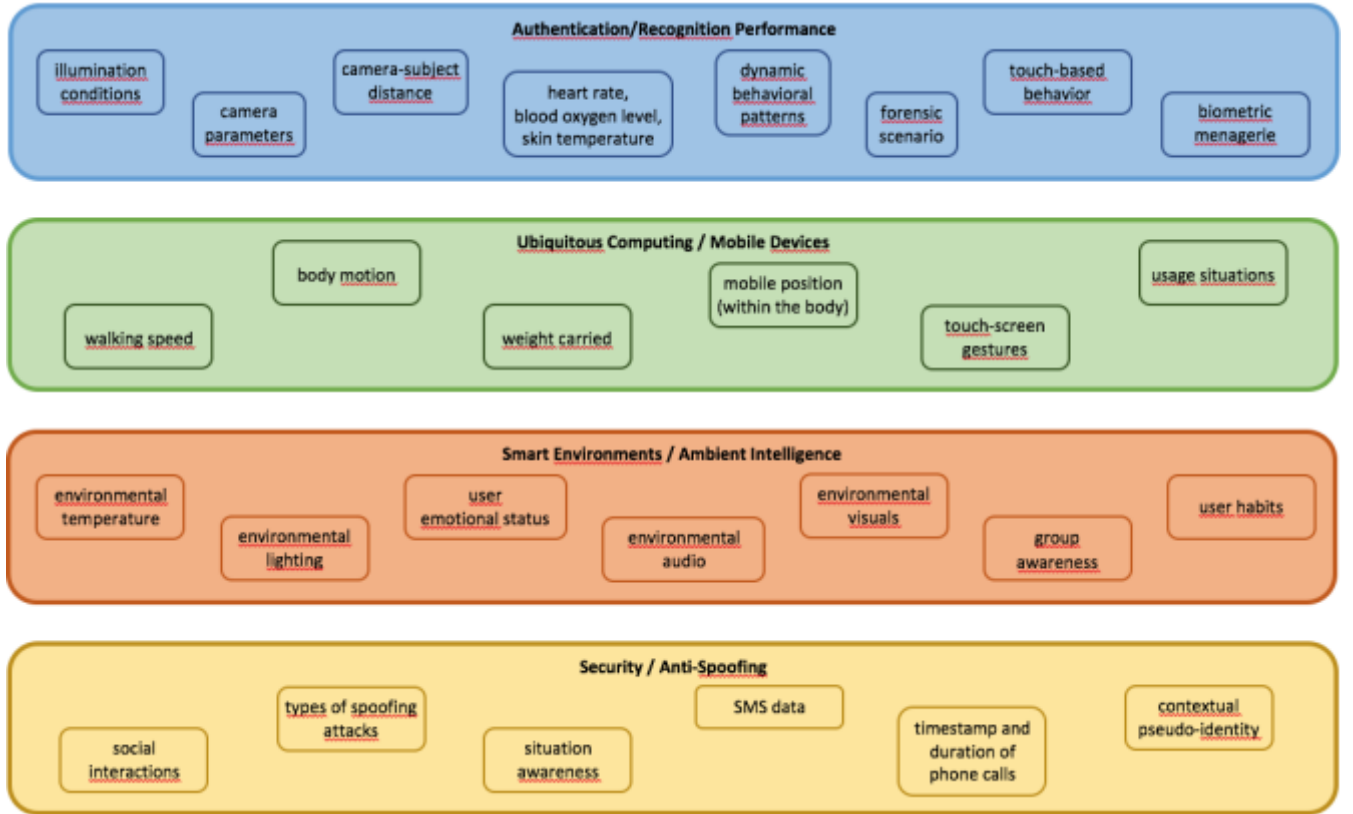 Authentication/Recognition Performance
illumination
conditions
camera
parameters
camera-subject
distance
heart rate,
blood oxygen level,
skin temperature
dynamic
behavioral
patterns
forensic
scenario
touch-based
behavior
biometric
menagerie
Ubiquitous Computing / Mobile Devices
walking speed
body motion
weight carried
mobile position
(within the body)
touch-screen
gestures
usage situations
Smart Environments / Ambient Intelligence
environmental
temperature
environmental
lighting
user
emotional status
environmental
audio
environmental
visuals
group
awareness
user habits
Security / Anti-Spoofing
social
interactions
types of spoofing
attacks
situation
awareness
SMS data
timestamp and
duration of
phone calls
contextual
pseudo-identity